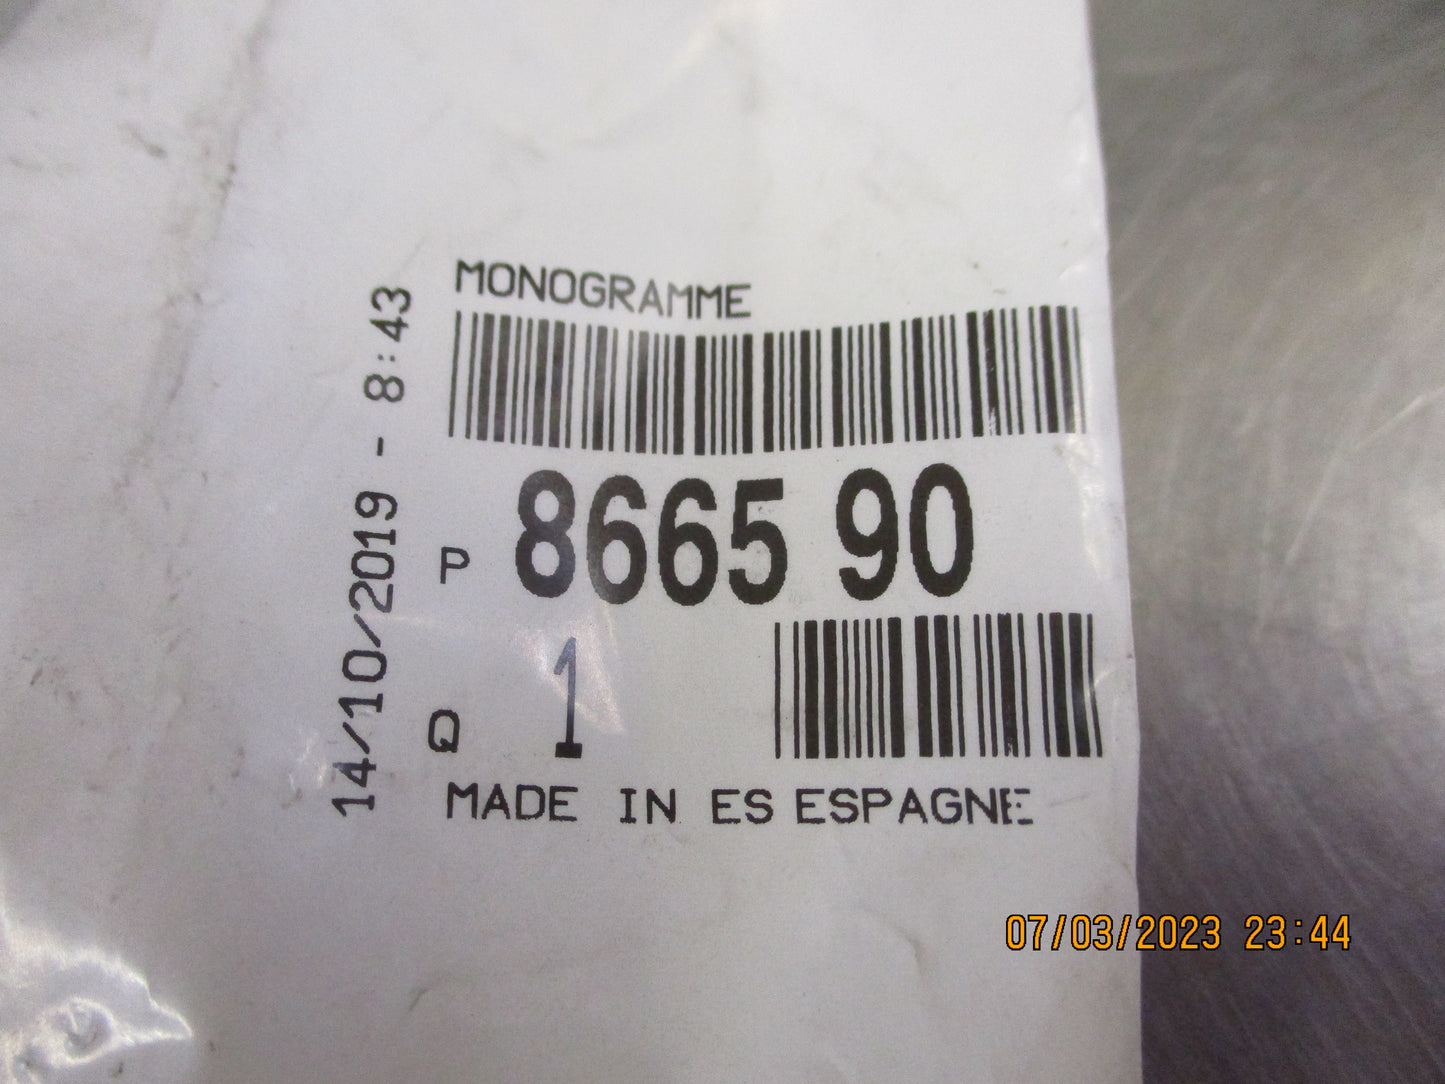 MONOGRAMME
P 8665 90
Q 1
MADE IN ES ESPAGNE
14/10/2019 - 8:43
07/03/2023 23:44